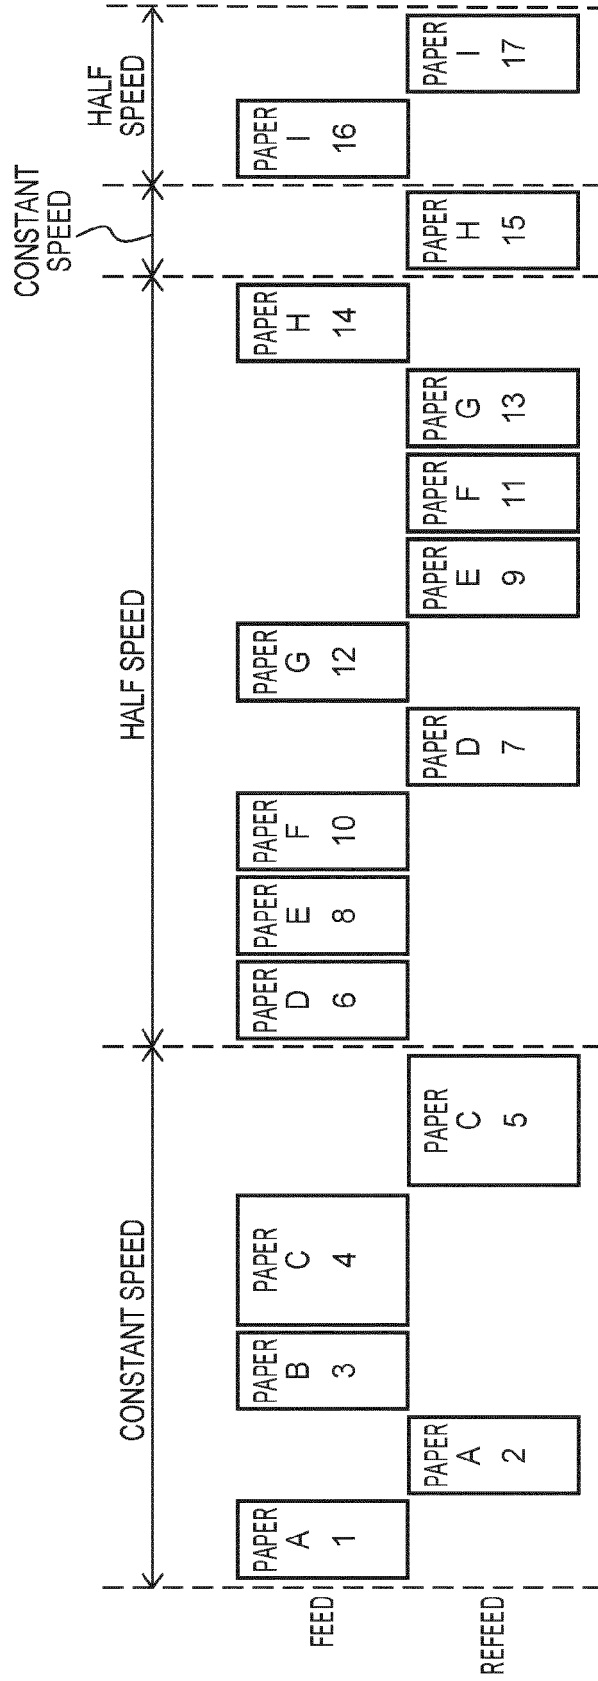 CONSTANT SPEED
HALF SPEED
CONSTANT
SPEED
HALF
SPEED
FEED
PAPER
A
1
PAPER
B
3
PAPER
C
4
PAPER
D
6
PAPER
E
8
PAPER
F
10
PAPER
G
12
PAPER
H
14
PAPER
I
16
REFEED
PAPER
A
2
PAPER
C
5
PAPER
D
7
PAPER
E
9
PAPER
F
11
PAPER
G
13
PAPER
H
15
PAPER
I
17